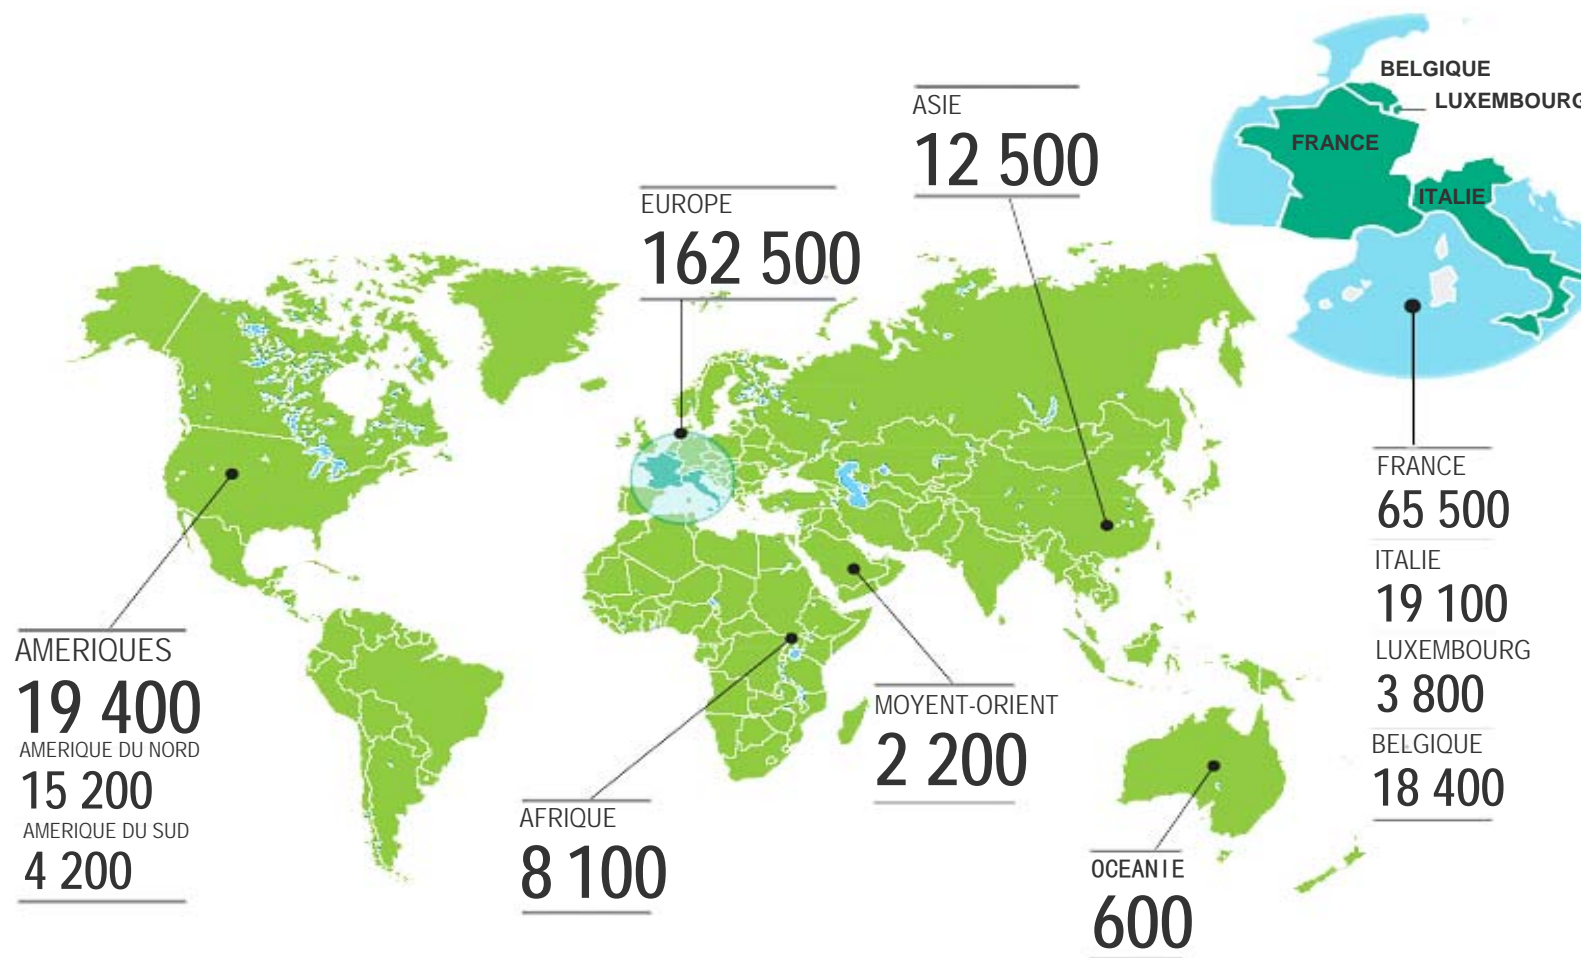 BELGIQUE
LUXEMBOURG
FRANCE
ITALIE
ASIE
12 500
EUROPE
162 500
FRANCE
65 500
ITALIE
19 100
LUXEMBOURG
3 800
BELGIQUE
18 400
AMERIQUES
19 400
AMERIQUE DU NORD
15 200
AMERIQUE DU SUD
4 200
MOYENT-ORIENT
2 200
AFRIQUE
8 100
OCEANIE
600